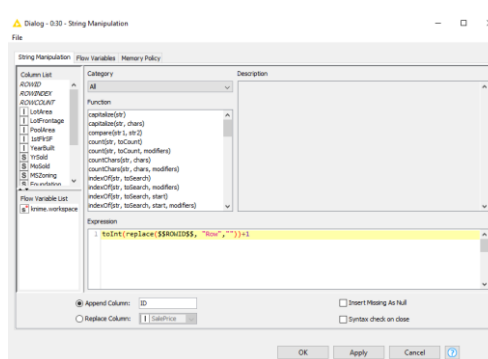 Dialog - 0:30 - String Manipulation
File
String Manipulation Flow Variables Memory Policy
Column List
ROWID
ROWINDEX
ROWCOUNT
I LotArea
I LotFrontage
I PoolArea
I 1stFlrSF
I YearBuilt
S YrSold
S MoSold
S MSZoning
S Foundation
Flow Variable List
s knime.workspace
Category
All
Function
capitalize(str)
capitalize(str, chars)
compare(str1, str2)
count(str, toCount)
count(str, toCount, modifiers)
countChars(str, chars)
countChars(str, chars, modifiers)
indexOf(str, toSearch)
indexOf(str, toSearch, modifiers)
indexOf(str, toSearch, start)
indexOf(str, toSearch, start, modifiers)
Description
Expression
1 toInt(replace($$ROWID$$, "Row",""))+1
Append Column: ID
Replace Column: I SalePrice
Insert Missing As Null
Syntax check on close
OK Apply Cancel ?